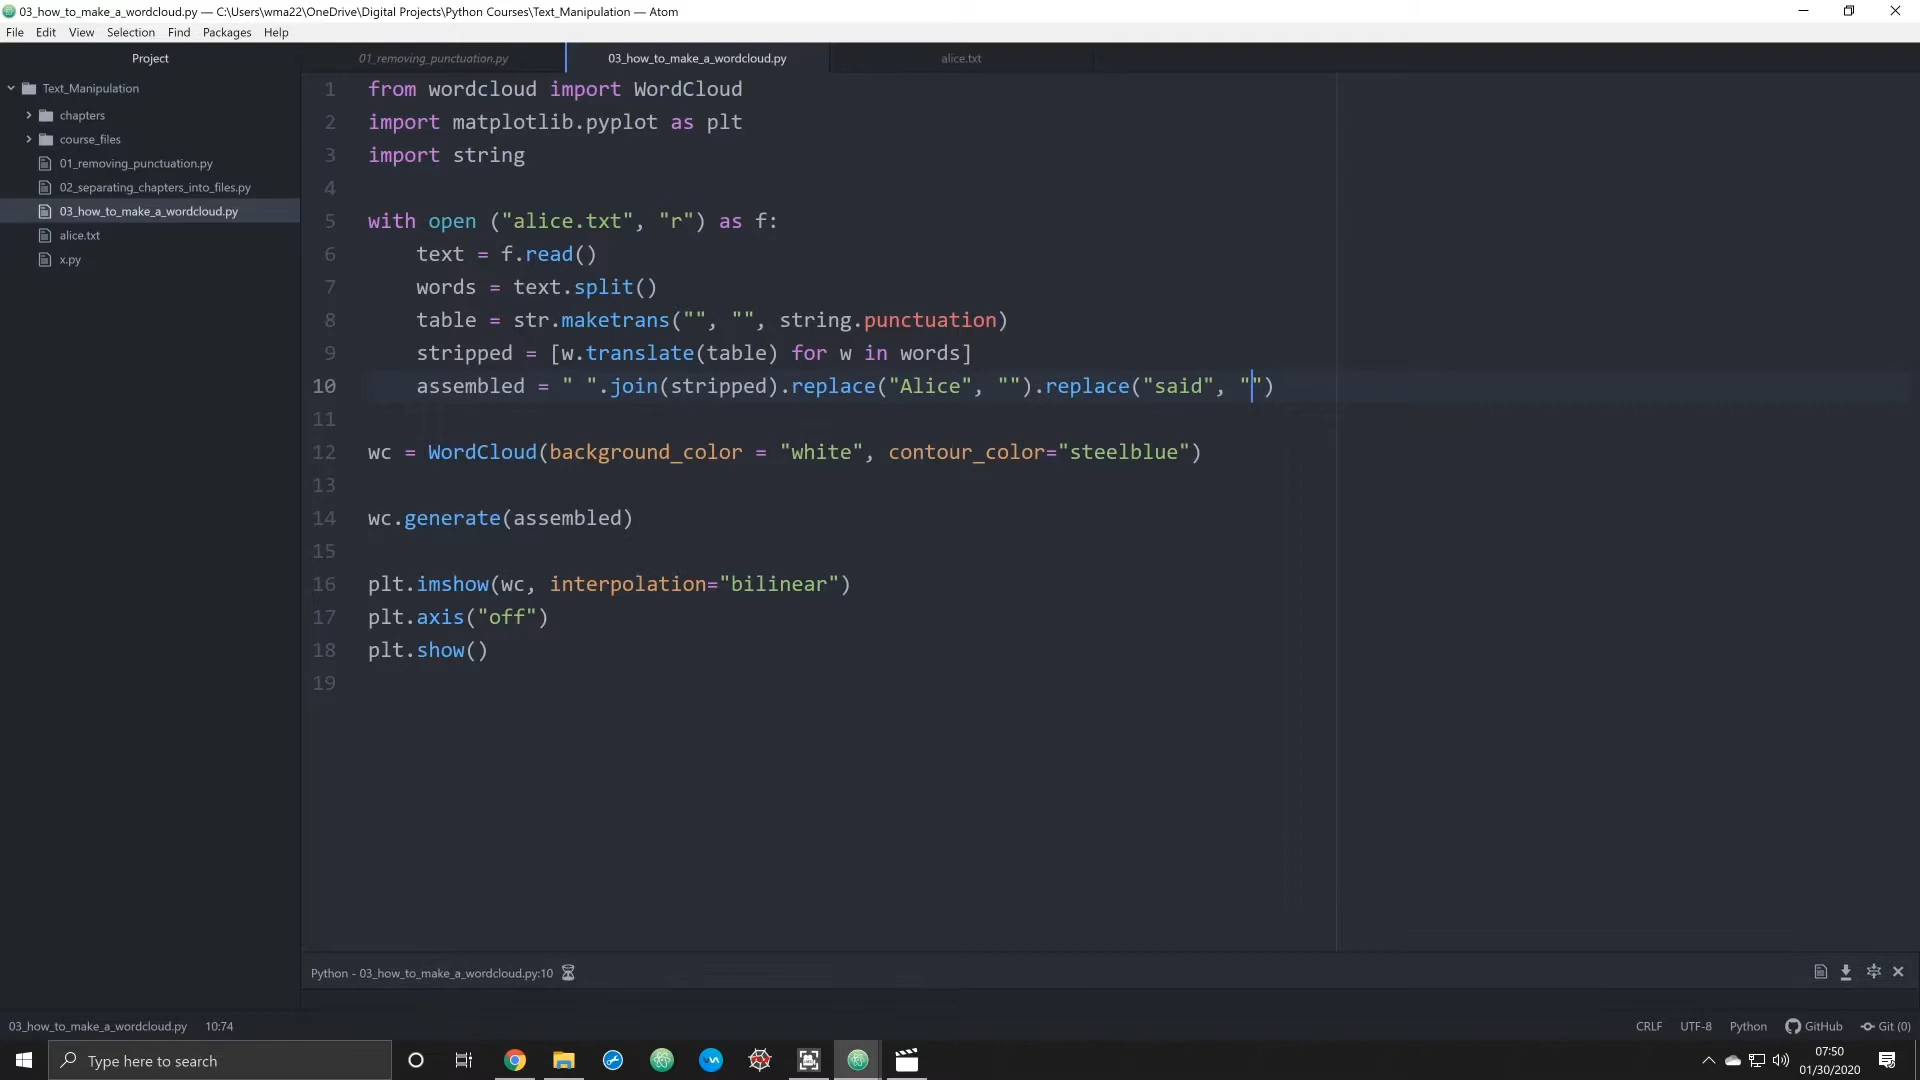 03_how_to_make_a_wordcloud.py — C:\Users\wma22\OneDrive\Digital Projects\Python Courses\Text_Manipulation — Atom
File Edit View Selection Find Packages Help
Project
01_removing_punctuation.py 03_how_to_make_a_wordcloud.py alice.txt
Text_Manipulation
chapters
course_files
01_removing_punctuation.py
02_separating_chapters_into_files.py
03_how_to_make_a_wordcloud.py
alice.txt
x.py
1 from wordcloud import WordCloud
2 import matplotlib.pyplot as plt
3 import string
4
5 with open ("alice.txt", "r") as f:
6 text = f.read()
7 words = text.split()
8 table = str.maketrans("", "", string.punctuation)
9 stripped = [w.translate(table) for w in words]
10 assembled = " ".join(stripped).replace("Alice", "").replace("said", "")
11
12 wc = WordCloud(background_color = "white", contour_color="steelblue")
13
14 wc.generate(assembled)
15
16 plt.imshow(wc, interpolation="bilinear")
17 plt.axis("off")
18 plt.show()
19
Python - 03_how_to_make_a_wordcloud.py:10
03_how_to_make_a_wordcloud.py 10:74 CRLF UTF-8 Python GitHub Git (0)
Type here to search
07:50
01/30/2020